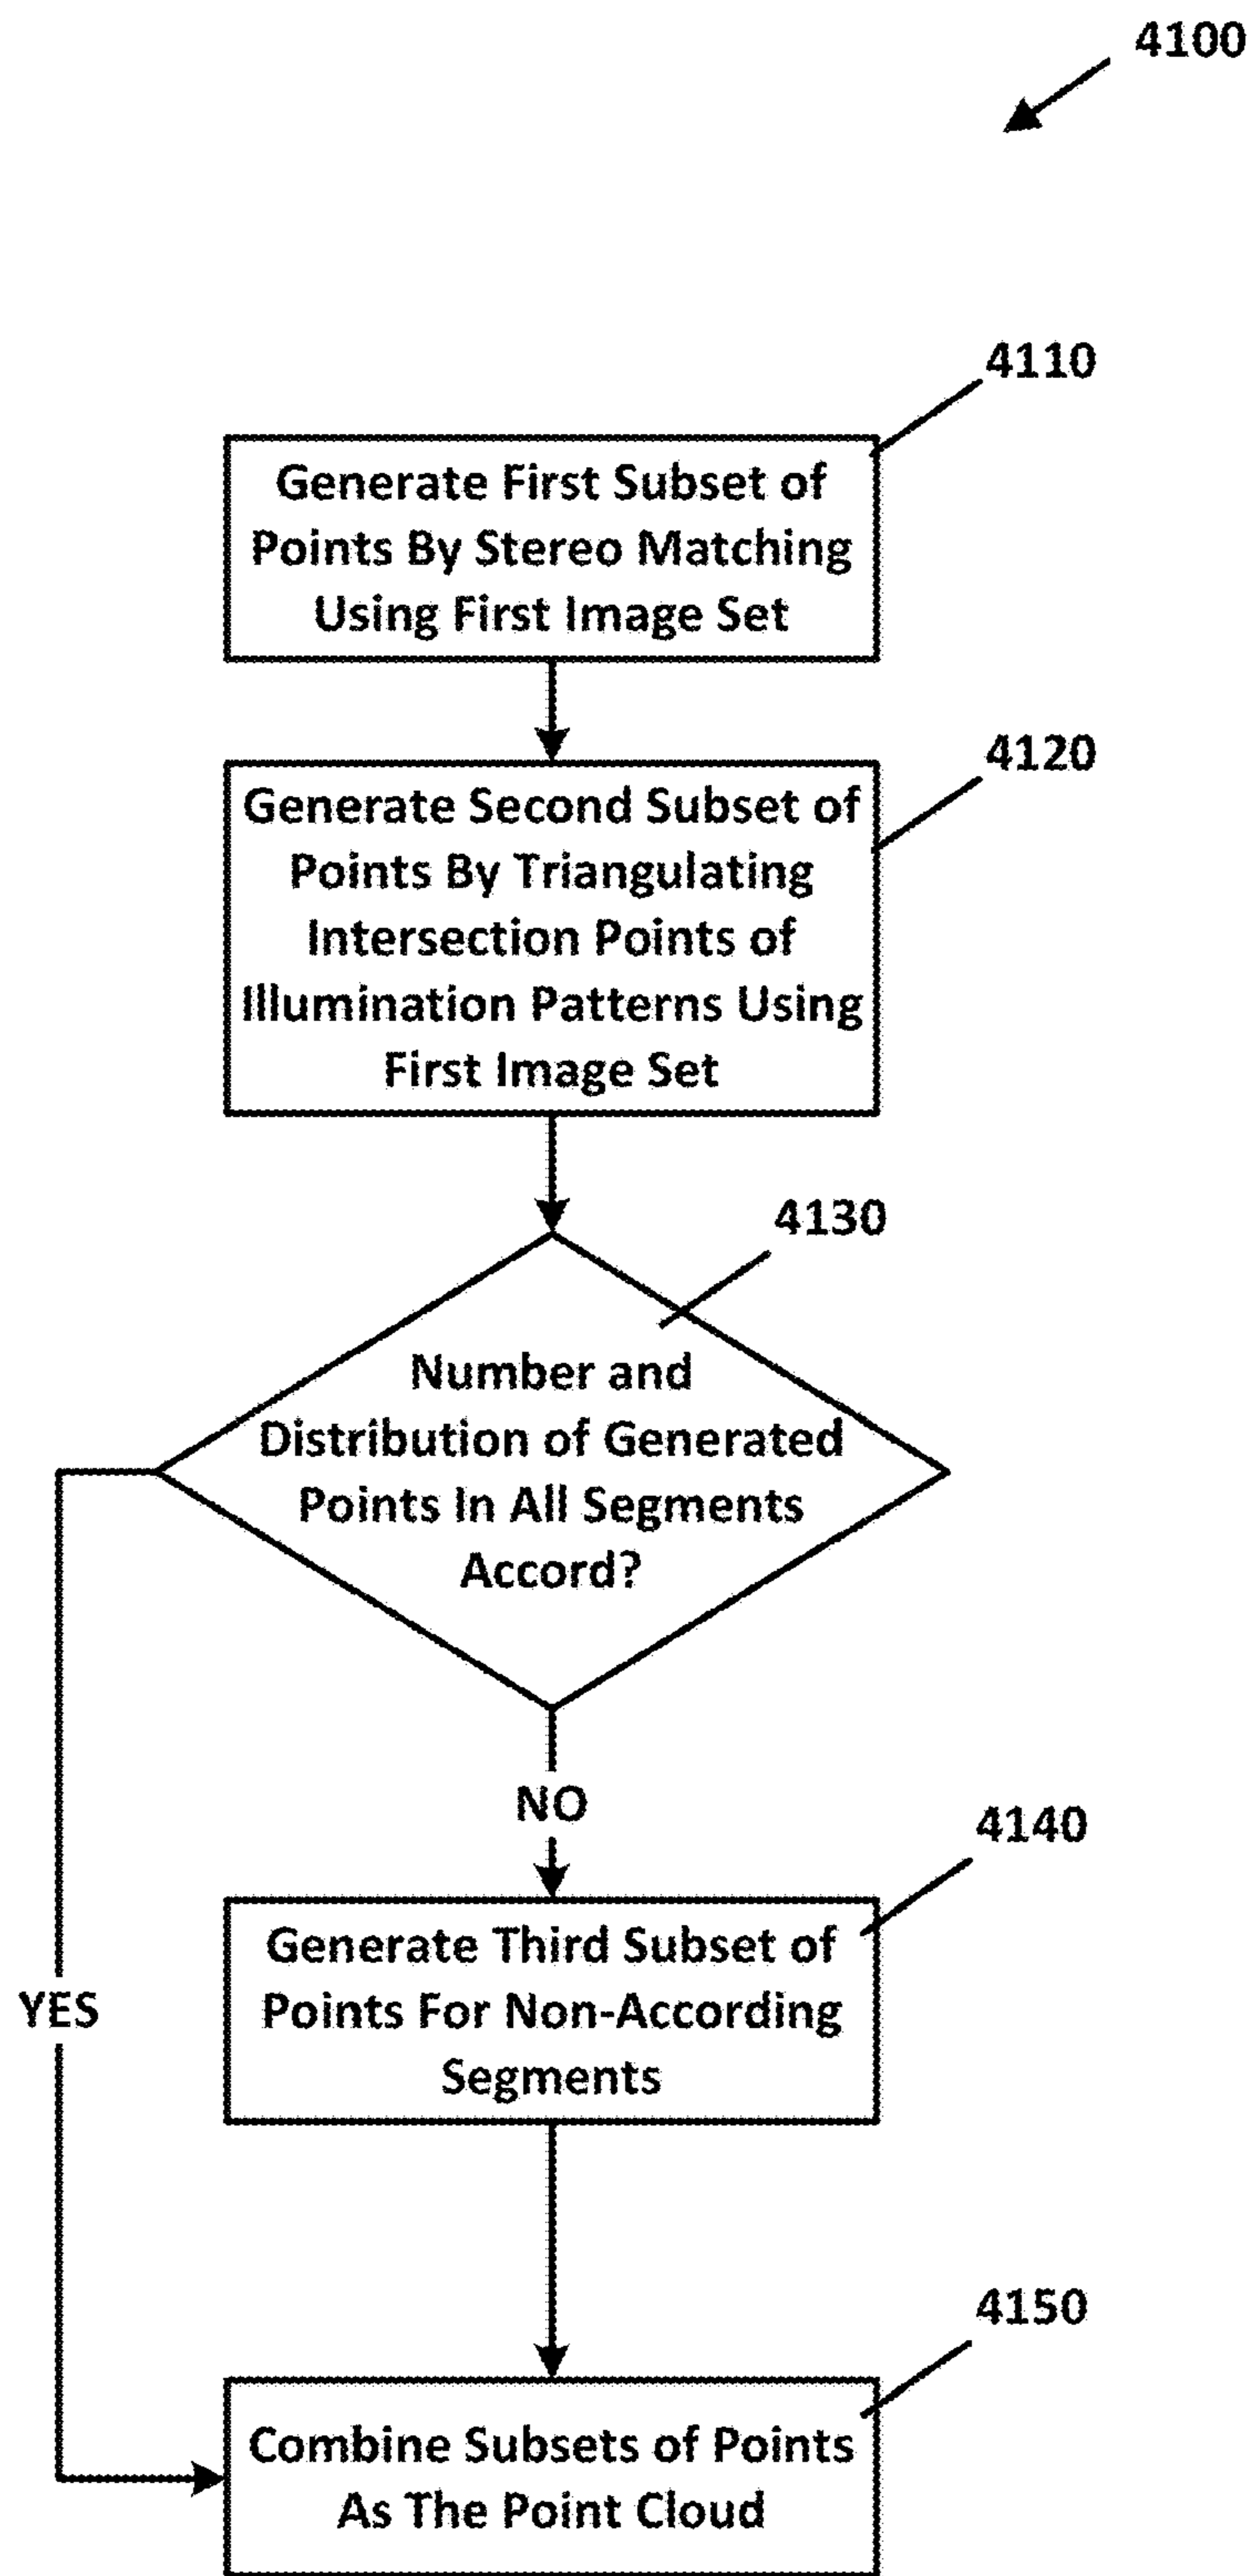 4100
4110
Generate First Subset of
Points By Stereo Matching
Using First Image Set
4120
Generate Second Subset of
Points By Triangulating
Intersection Points of
Illumination Patterns Using
First Image Set
4130
Number and
Distribution of Generated
Points In All Segments
Accord?
NO
4140
Generate Third Subset of
Points For Non-According
Segments
YES
4150
Combine Subsets of Points
As The Point Cloud